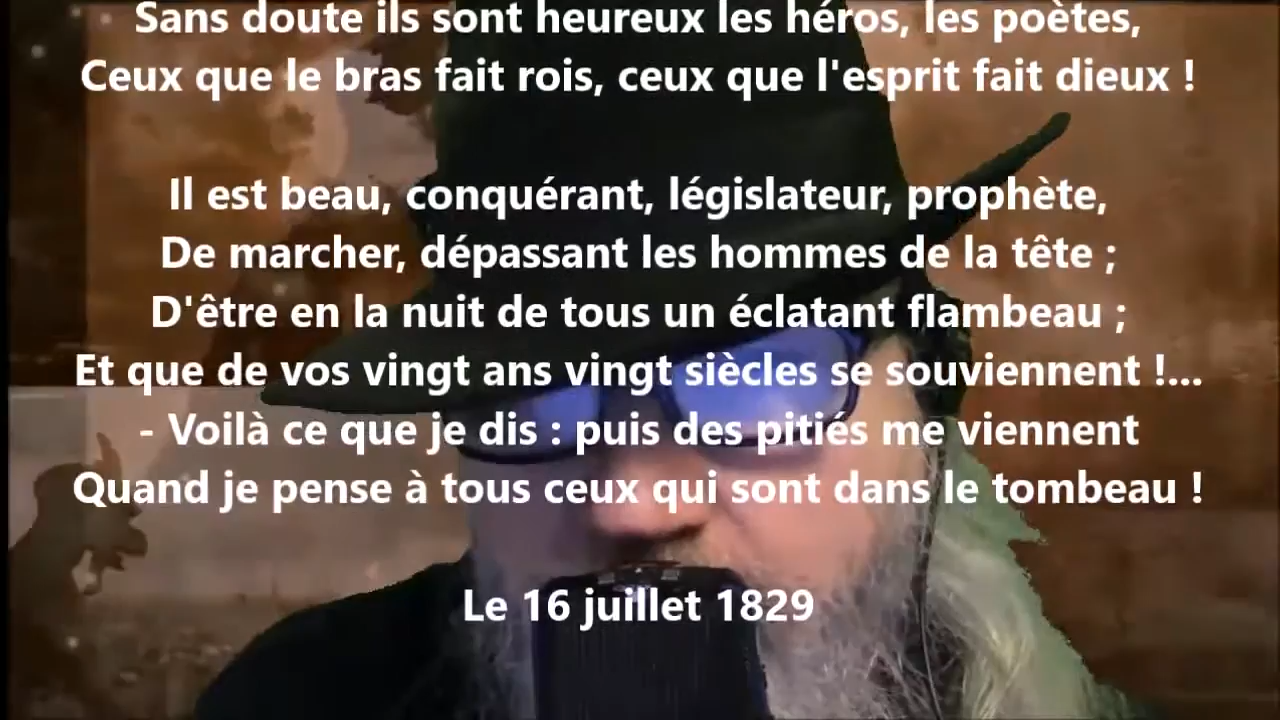 Sans doute ils sont heureux les héros, les poètes,
Ceux que le bras fait rois, ceux que l'esprit fait dieux !
Il est beau, conquérant, législateur, prophète,
De marcher, dépassant les hommes de la tête ;
D'être en la nuit de tous un éclatant flambeau ;
Et que de vos vingt ans vingt siècles se souviennent !...
- Voilà ce que je dis : puis des pitiés me viennent
Quand je pense à tous ceux qui sont dans le tombeau !
Le 16 juillet 1829